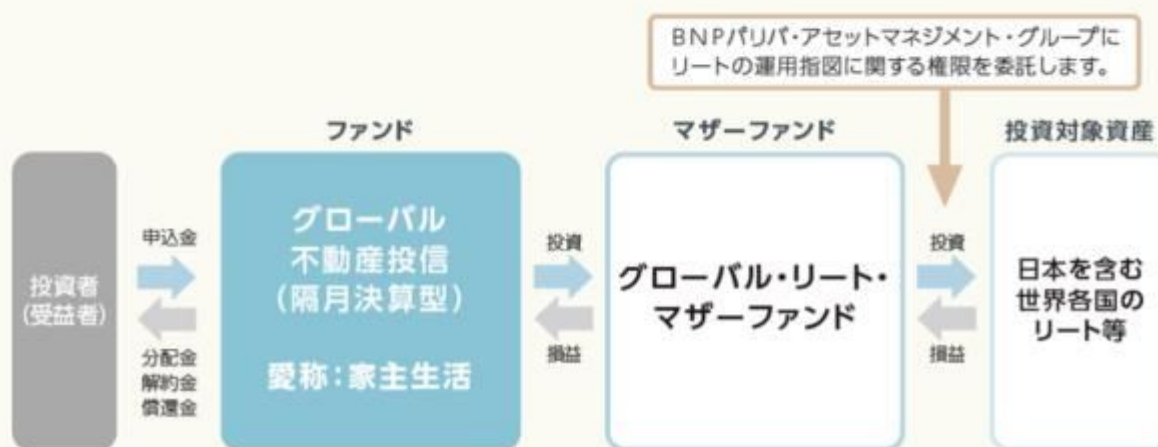 BNPパリバ・アセットマネジメント・グループに
リートの運用指図に関する権限を委託します。
ファンド
マザーファンド
投資対象資産
投資者
(受益者)
申込金
分配金
解約金
償還金
グローバル
不動産投信
(隔月決算型)
愛称:家主生活
投資
損益
グローバル・リート・
マザーファンド
投資
損益
日本を含む
世界各国の
リート等